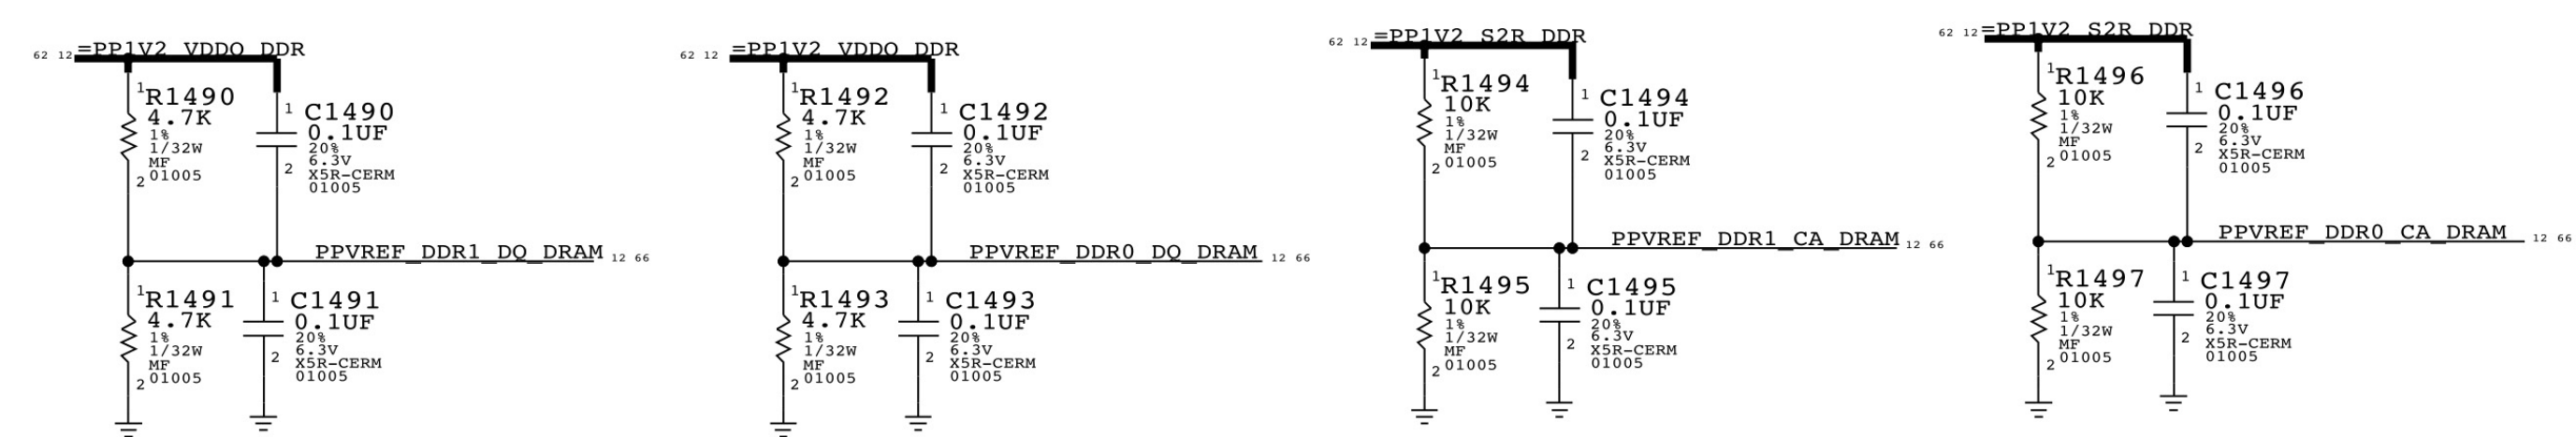 62 12 =PP1V2_VDDQ_DDR
1 R1490
4.7K
1%
1/32W
MF
2 01005
1 C1490
0.1UF
20%
6.3V
2 X5R-CERM
01005
PPVREF_DDR1_DQ_DRAM 12 66
1 R1491
4.7K
1%
1/32W
MF
2 01005
1 C1491
0.1UF
20%
6.3V
2 X5R-CERM
01005
62 12 =PP1V2_VDDQ_DDR
1 R1492
4.7K
1%
1/32W
MF
2 01005
1 C1492
0.1UF
20%
6.3V
2 X5R-CERM
01005
PPVREF_DDR0_DQ_DRAM 12 66
1 R1493
4.7K
1%
1/32W
MF
2 01005
1 C1493
0.1UF
20%
6.3V
2 X5R-CERM
01005
62 12 =PP1V2_S2R_DDR
1 R1494
10K
1%
1/32W
MF
2 01005
1 C1494
0.1UF
20%
6.3V
2 X5R-CERM
01005
PPVREF_DDR1_CA_DRAM 12 66
1 R1495
10K
1%
1/32W
MF
2 01005
1 C1495
0.1UF
20%
6.3V
2 X5R-CERM
01005
62 12 =PP1V2_S2R_DDR
1 R1496
10K
1%
1/32W
MF
2 01005
1 C1496
0.1UF
20%
6.3V
2 X5R-CERM
01005
PPVREF_DDR0_CA_DRAM 12 66
1 R1497
10K
1%
1/32W
MF
2 01005
1 C1497
0.1UF
20%
6.3V
2 X5R-CERM
01005